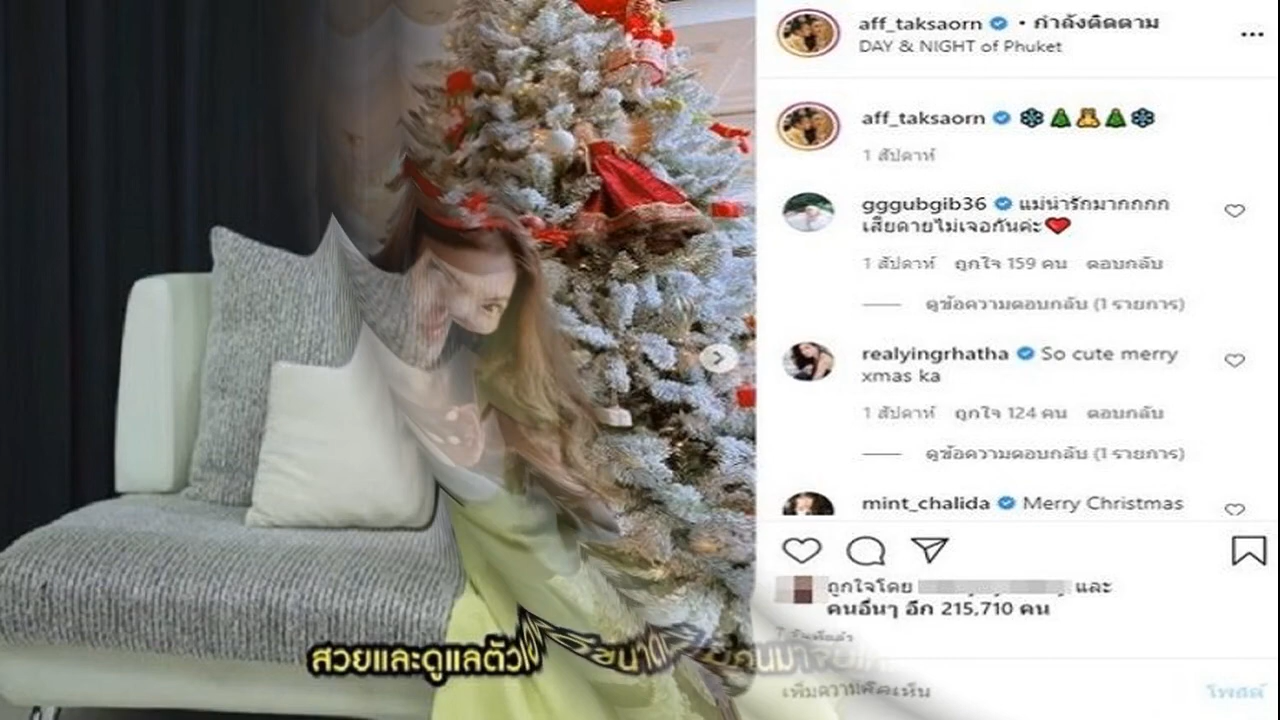 aff_taksaorn • กำลังติดตาม
DAY & NIGHT of Phuket
aff_taksaorn ❄️🎄🧸🎄❄️
1 สัปดาห์
gggubgib36 แม่น่ารักมากกกก
เสียดายไม่เจอกันค่ะ❤️
1 สัปดาห์ ถูกใจ 159 คน ตอบกลับ
ดูข้อความตอบกลับ (1 รายการ)
realyingrhatha So cute merry
xmas ka
1 สัปดาห์ ถูกใจ 124 คน ตอบกลับ
ดูข้อความตอบกลับ (1 รายการ)
mint_chalida Merry Christmas
ถูกใจโดย และ
คนอื่นๆ อีก 215,710 คน
สวยและดูแลตัว
เพิ่มความคิดเห็น
โพสต์